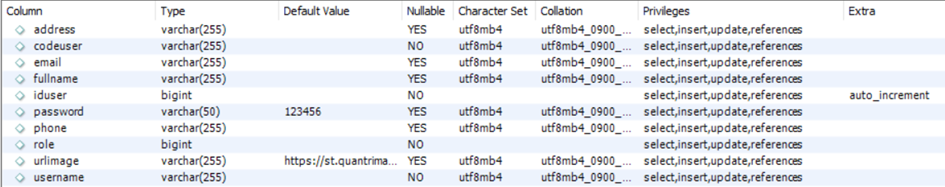 Column Type Default Value Nullable Character Set Collation Privileges Extra
address varchar(255) YES utf8mb4 utf8mb4_0900_... select,insert,update,references
codeuser varchar(255) NO utf8mb4 utf8mb4_0900_... select,insert,update,references
email varchar(255) YES utf8mb4 utf8mb4_0900_... select,insert,update,references
fullname varchar(255) YES utf8mb4 utf8mb4_0900_... select,insert,update,references
iduser bigint NO select,insert,update,references auto_increment
password varchar(50) 123456 YES utf8mb4 utf8mb4_0900_... select,insert,update,references
phone varchar(255) YES utf8mb4 utf8mb4_0900_... select,insert,update,references
role bigint NO select,insert,update,references
urlimage varchar(255) https://st.quantrima... YES utf8mb4 utf8mb4_0900_... select,insert,update,references
username varchar(255) NO utf8mb4 utf8mb4_0900_... select,insert,update,references